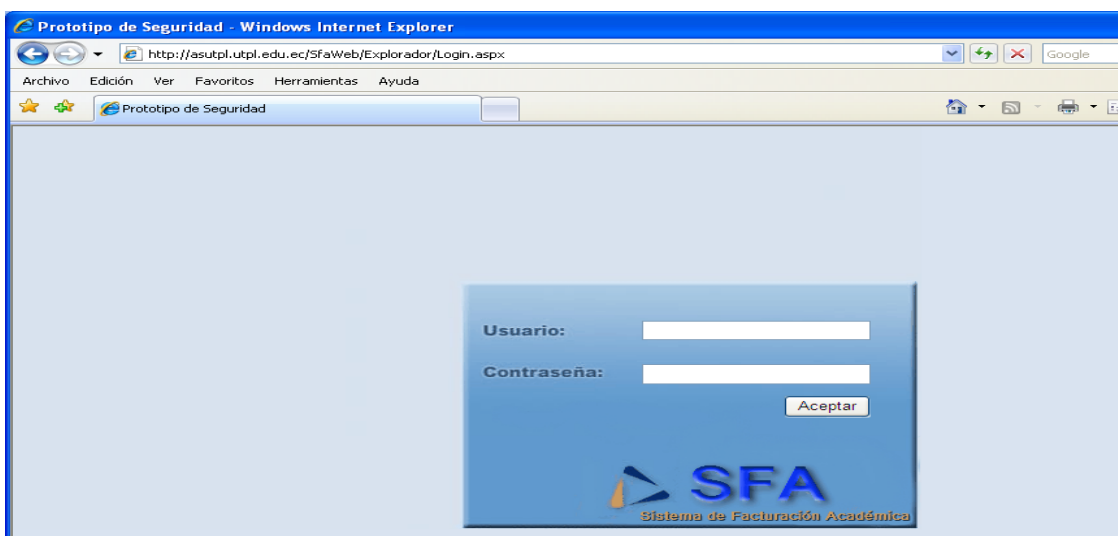 Prototipo de Seguridad - Windows Internet Explorer
http://asutpl.utpl.edu.ec/SfaWeb/Explorador/Login.aspx
Google
Archivo Edición Ver Favoritos Herramientas Ayuda
Prototipo de Seguridad
Usuario:
Contraseña:
Aceptar
SFA
Sistema de Facturación Académica